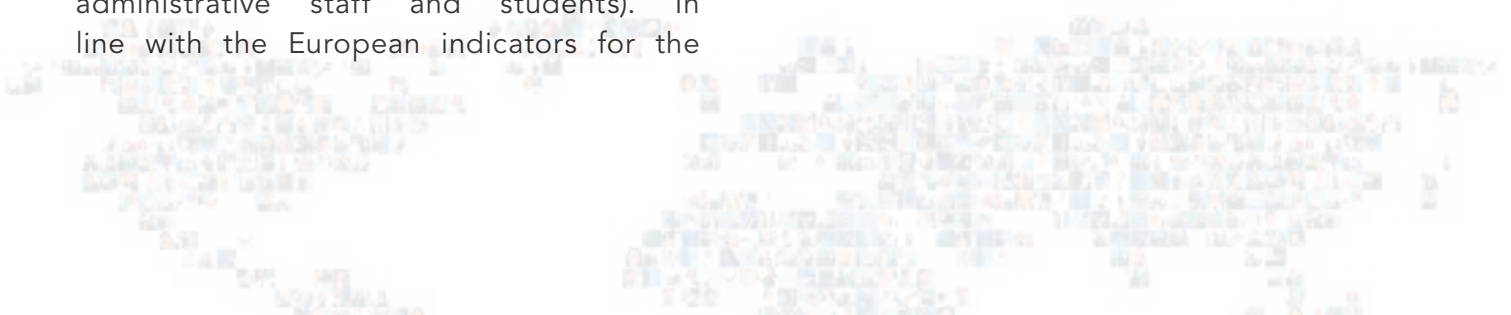 administrative staff and students). In
line with the European indicators for the